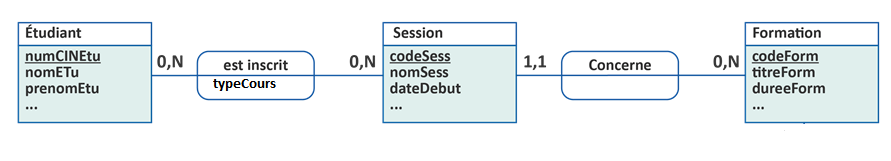 Étudiant
numCINEtu
nomETu
prenomEtu
...
0,N
est inscrit
typeCours
0,N
Session
codeSess
nomSess
dateDebut
...
1,1
Concerne
0,N
Formation
codeForm
titreForm
dureeForm
...